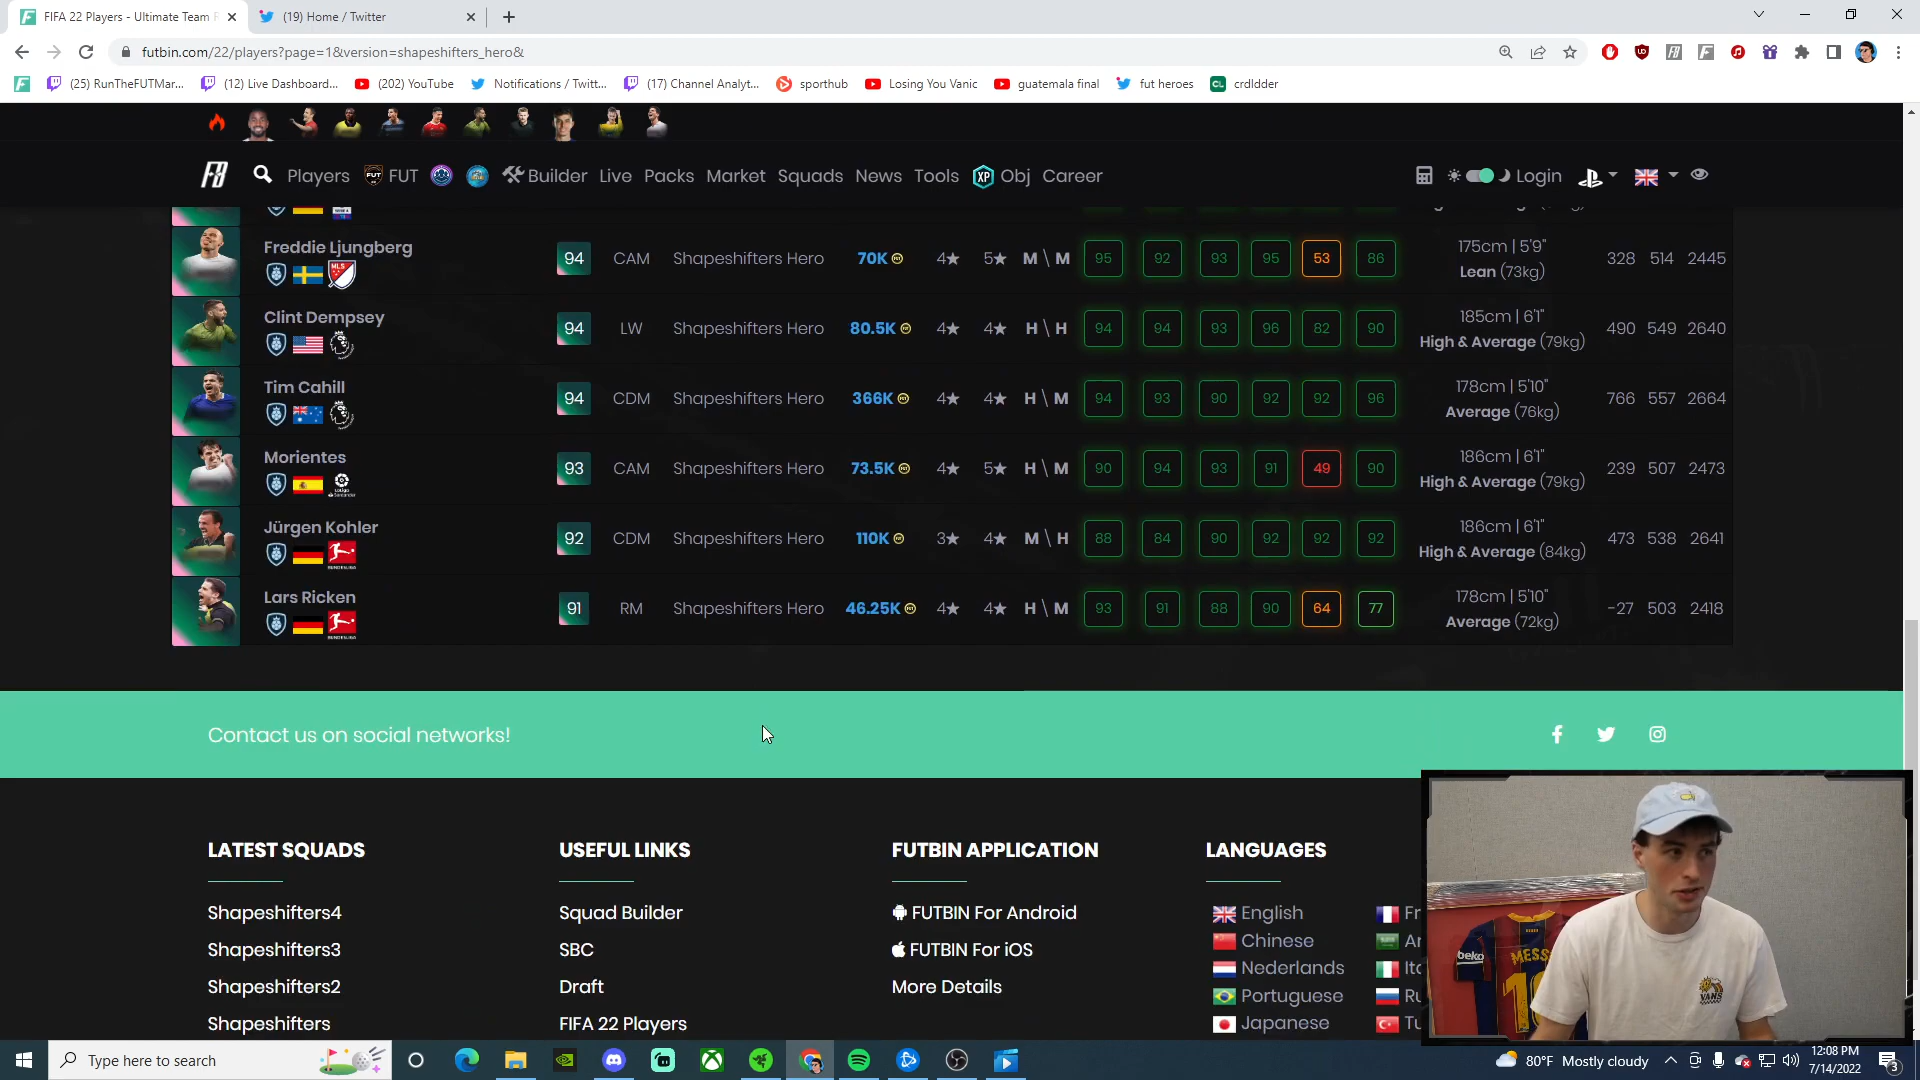 FIFA 22 Players - Ultimate Team F
(19) Home / Twitter
futbin.com/22/players?page=1&version=shapeshifters_hero&
(25) RunTheFUTMar...
(12) Live Dashboard...
(202) YouTube
Notifications / Twitt...
(17) Channel Analyt...
sporthub
Losing You Vanic
guatemala final
fut heroes
CL crdldder
Players FUT Builder Live Packs Market Squads News Tools XP Obj Career Login
Freddie Ljungberg 94 CAM Shapeshifters Hero 70K 4★ 5★ M \ M 95 92 93 95 53 86 175cm | 5'9" 328 514 2445
Lean (73kg)
Clint Dempsey 94 LW Shapeshifters Hero 80.5K 4★ 4★ H \ H 94 94 93 96 82 90 185cm | 6'1" 490 549 2640
High & Average (79kg)
Tim Cahill 94 CDM Shapeshifters Hero 366K 4★ 4★ H \ M 94 93 90 92 92 96 178cm | 5'10" 766 557 2664
Average (76kg)
Morientes 93 CAM Shapeshifters Hero 73.5K 4★ 5★ H \ M 90 94 93 91 49 90 186cm | 6'1" 239 507 2473
High & Average (79kg)
Jürgen Kohler 92 CDM Shapeshifters Hero 110K 3★ 4★ M \ H 88 84 90 92 92 92 186cm | 6'1" 473 538 2641
High & Average (84kg)
Lars Ricken 91 RM Shapeshifters Hero 46.25K 4★ 4★ H \ M 93 91 88 90 64 77 178cm | 5'10" -27 503 2418
Average (72kg)
Contact us on social networks!
LATEST SQUADS
Shapeshifters4
Shapeshifters3
Shapeshifters2
Shapeshifters
USEFUL LINKS
Squad Builder
SBC
Draft
FIFA 22 Players
FUTBIN APPLICATION
FUTBIN For Android
FUTBIN For iOS
More Details
LANGUAGES
English Fr
Chinese Ar
Nederlands Ita
Portuguese Ru
Japanese Tu
beko
MESSI
10
VANS
Type here to search
80°F Mostly cloudy
12:08 PM
7/14/2022
3